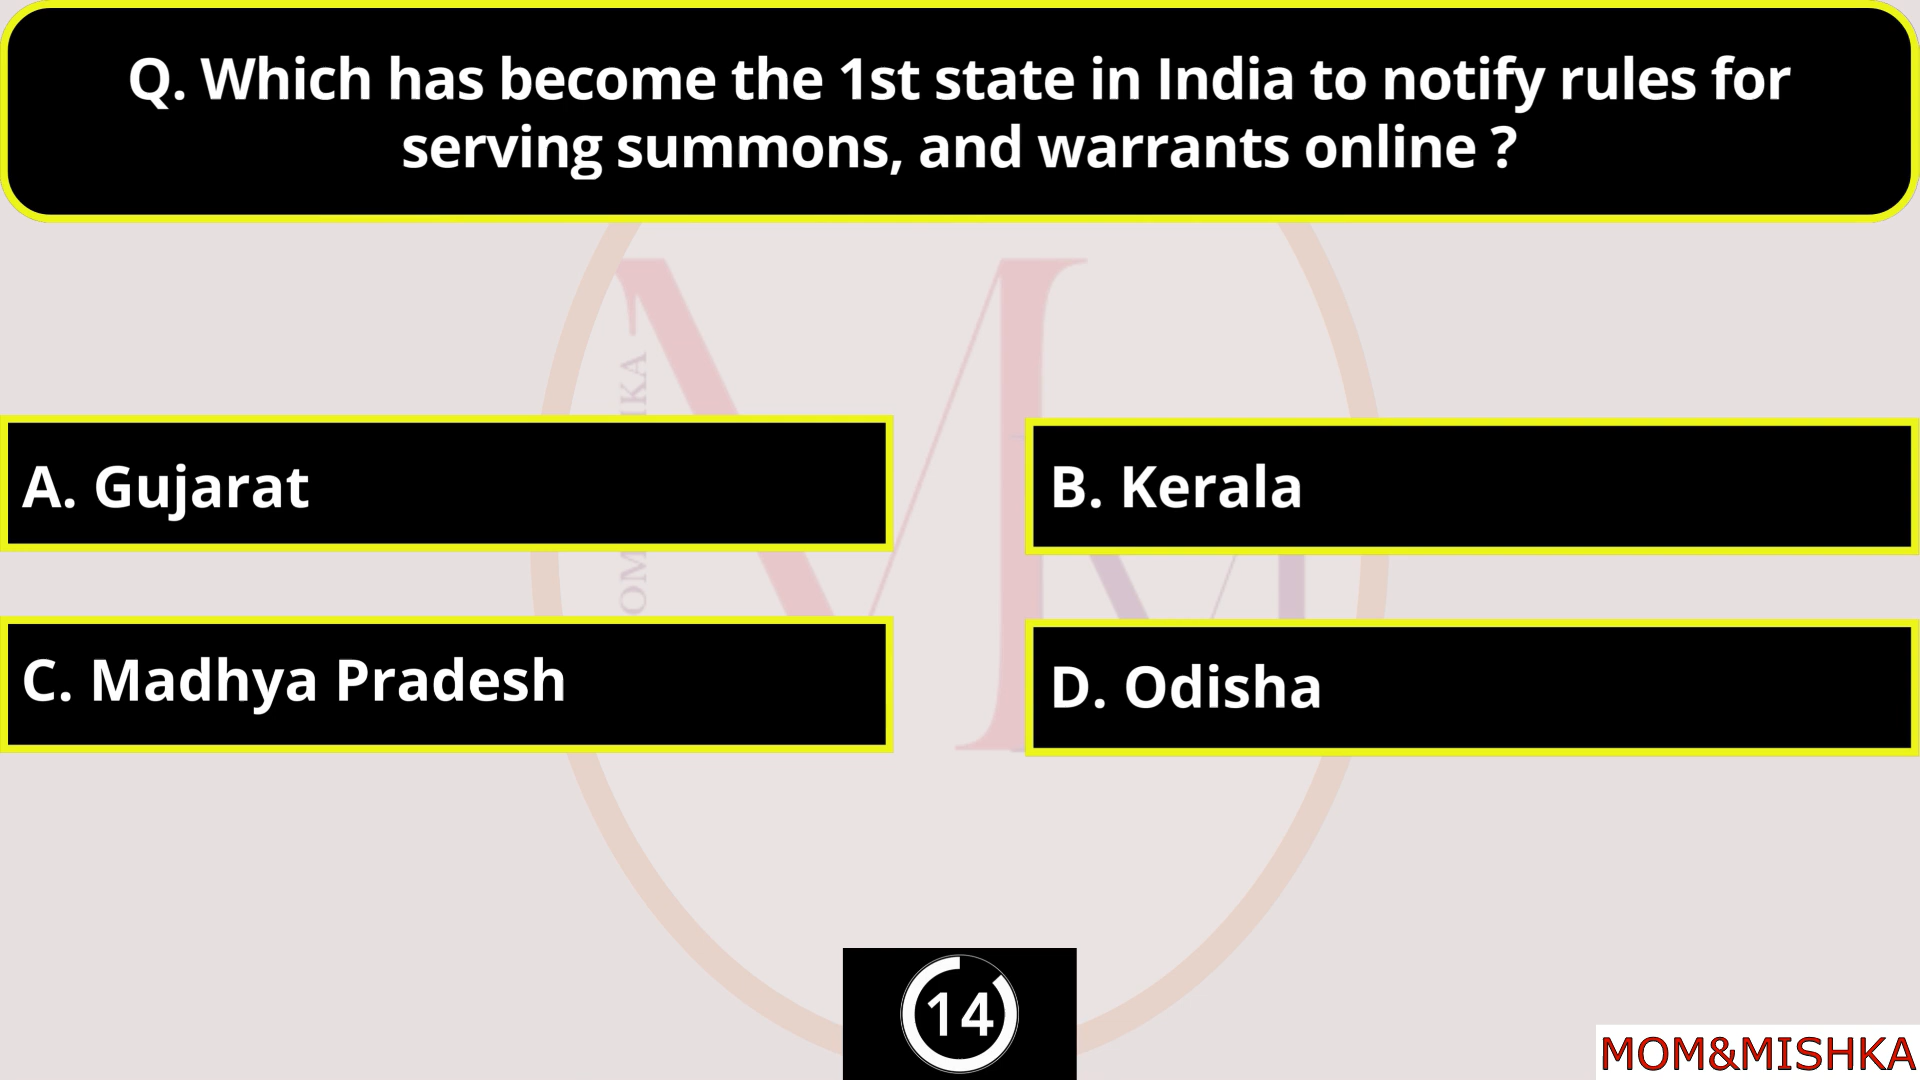 Q. Which has become the 1st state in India to notify rules for
serving summons, and warrants online ?
A. Gujarat
B. Kerala
C. Madhya Pradesh
D. Odisha
14
MOM&MISHKA